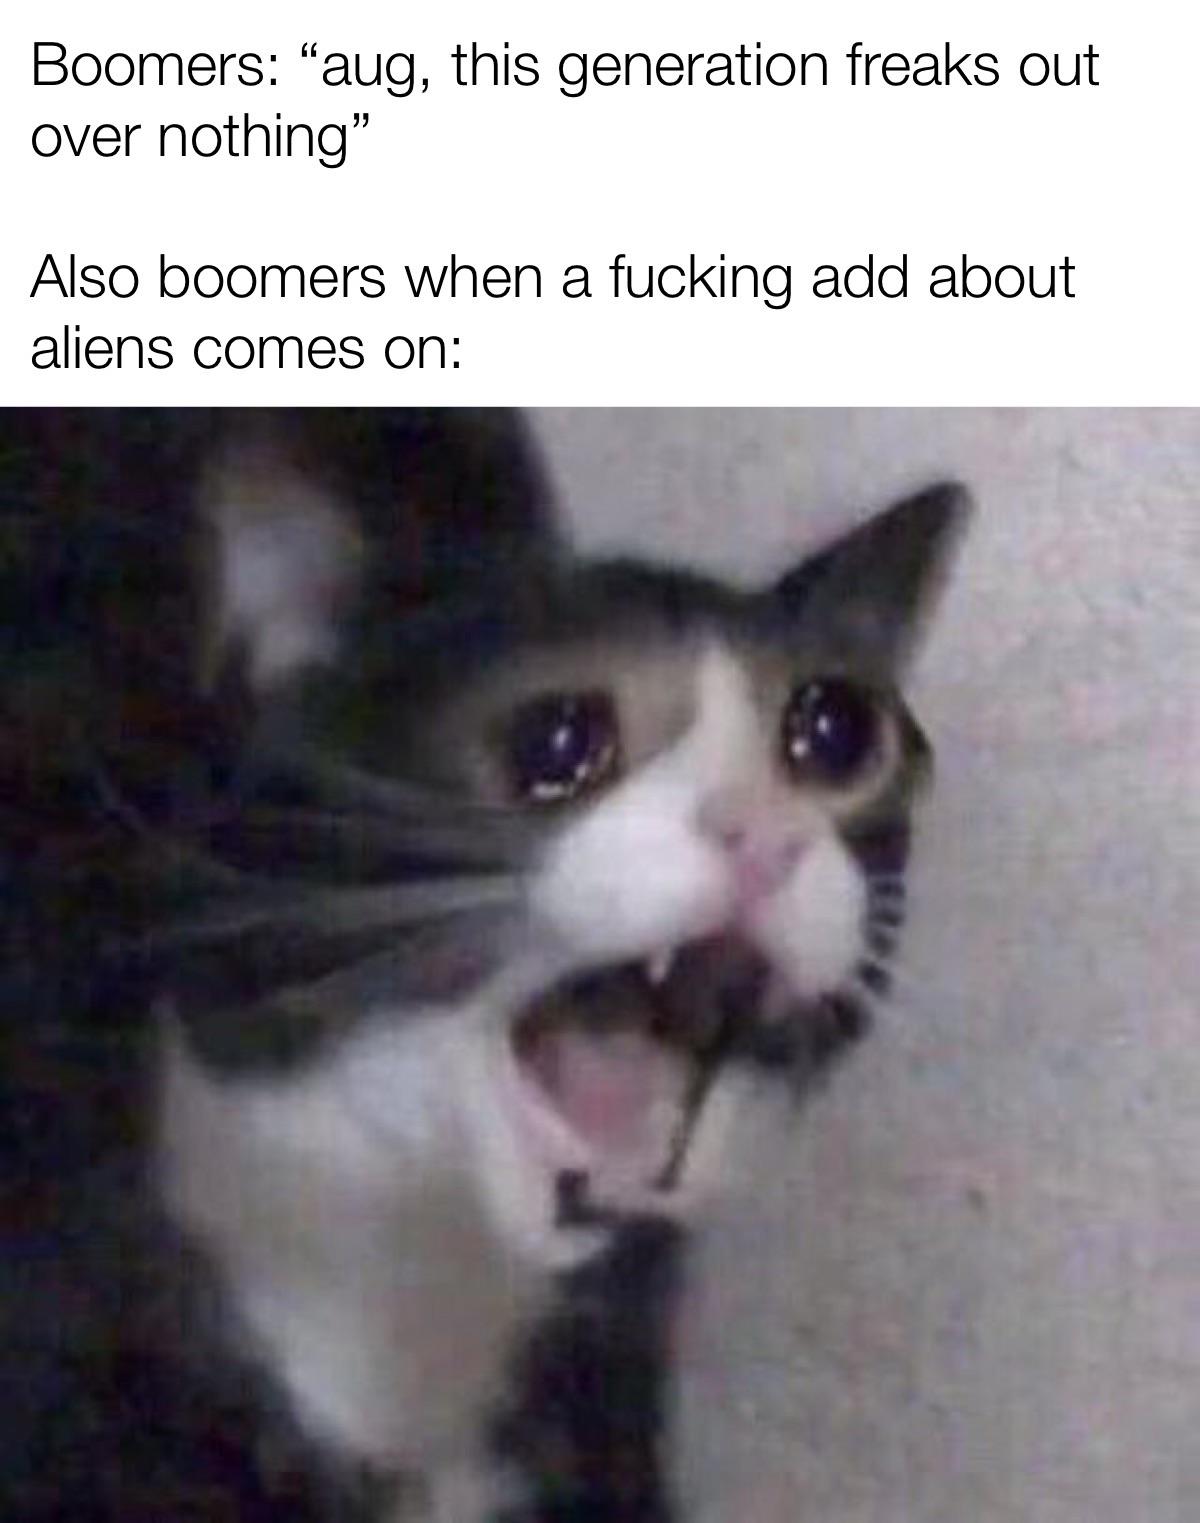 Boomers: “aug, this generation freaks out
over nothing”
Also boomers when a fucking add about
aliens comes on: